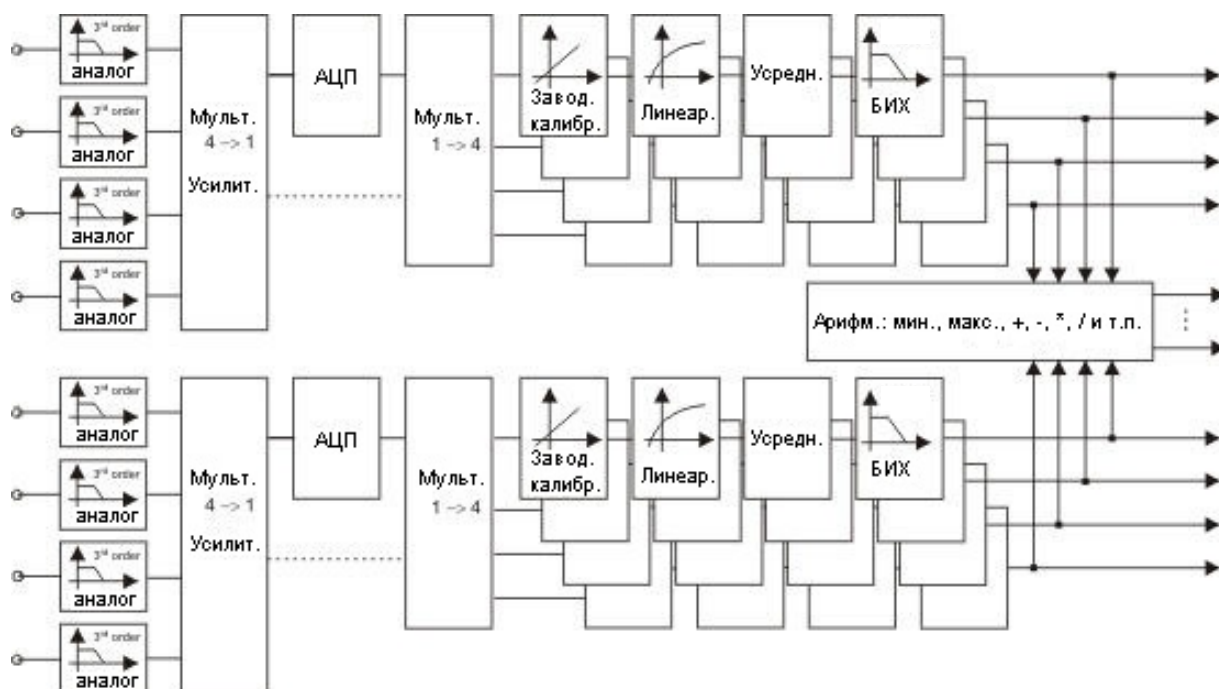 3rd order
аналог
3rd order
аналог
3rd order
аналог
3rd order
аналог
Мульт.
4 -> 1
Усилит.
АЦП
Мульт.
1 -> 4
Завод.
калибр.
Линеар.
Усредн.
БИХ
Арифм.: мин., макс., +, -, *, / и т.п.
3rd order
аналог
3rd order
аналог
3rd order
аналог
3rd order
аналог
Мульт.
4 -> 1
Усилит.
АЦП
Мульт.
1 -> 4
Завод.
калибр.
Линеар.
Усредн.
БИХ